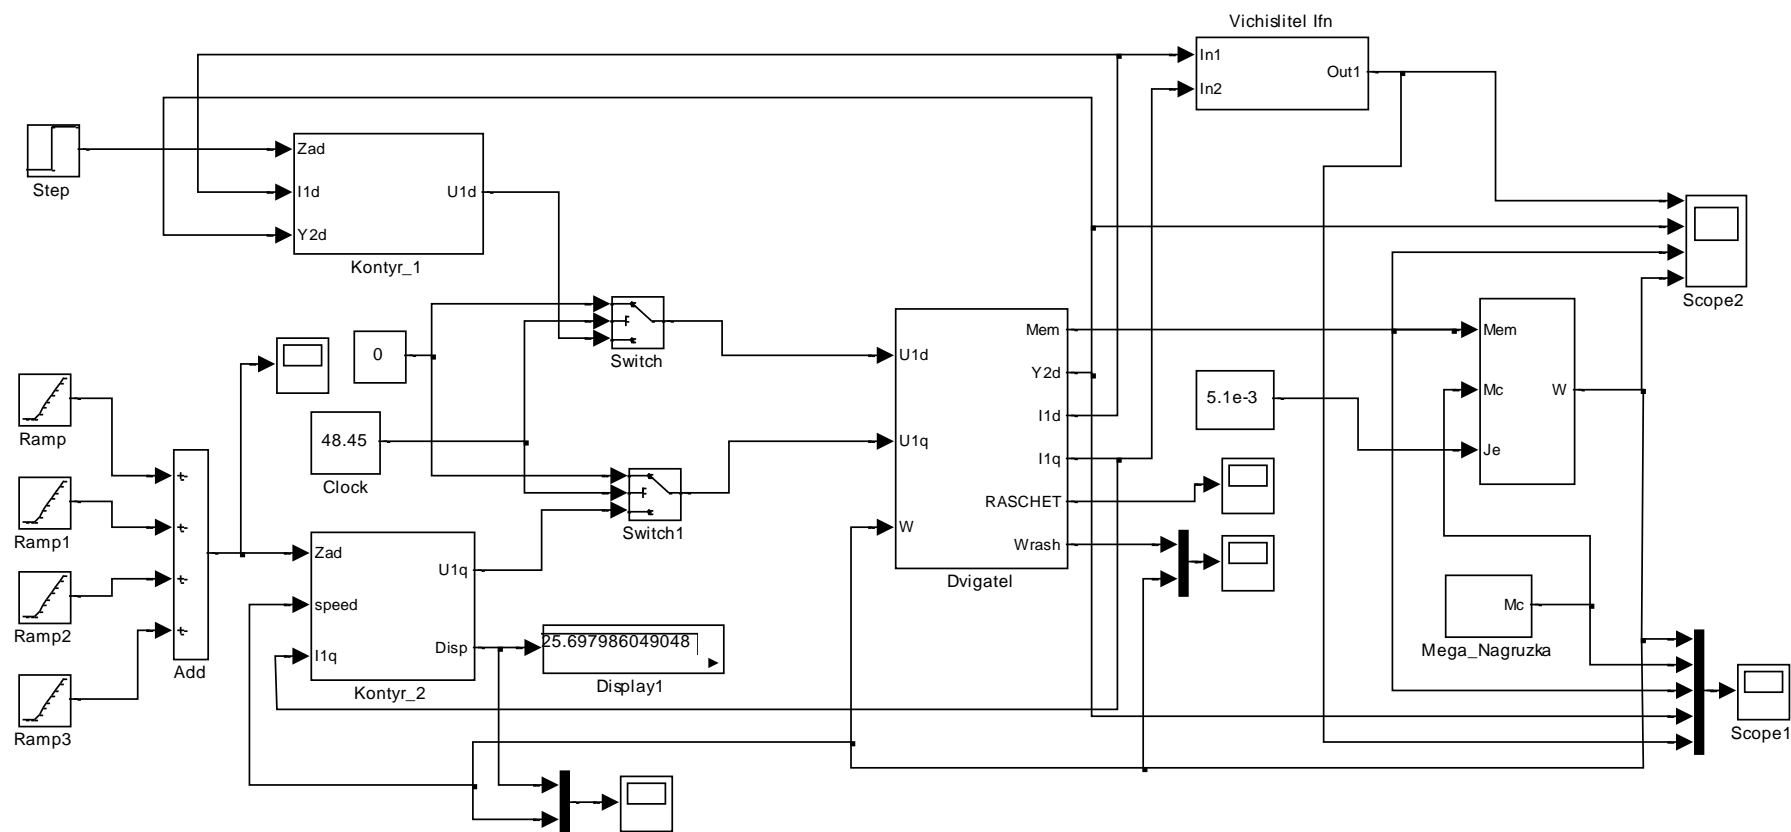 Vichislitel Ifn
In1
In2
Out1
Step
Zad
I1d
Y2d
U1d
Kontyr_1
Scope2
0
Switch
48.45
Clock
Switch1
Ramp
Ramp1
Ramp2
Ramp3
Add
Zad
speed
I1q
U1q
Disp
Kontyr_2
25.697986049048
Display1
U1d
U1q
W
Mem
Y2d
I1d
I1q
RASCHET
Wrash
Dvigatel
5.1e-3
Mem
Mc
Je
W
Mc
Mega_Nagruzka
Scope1